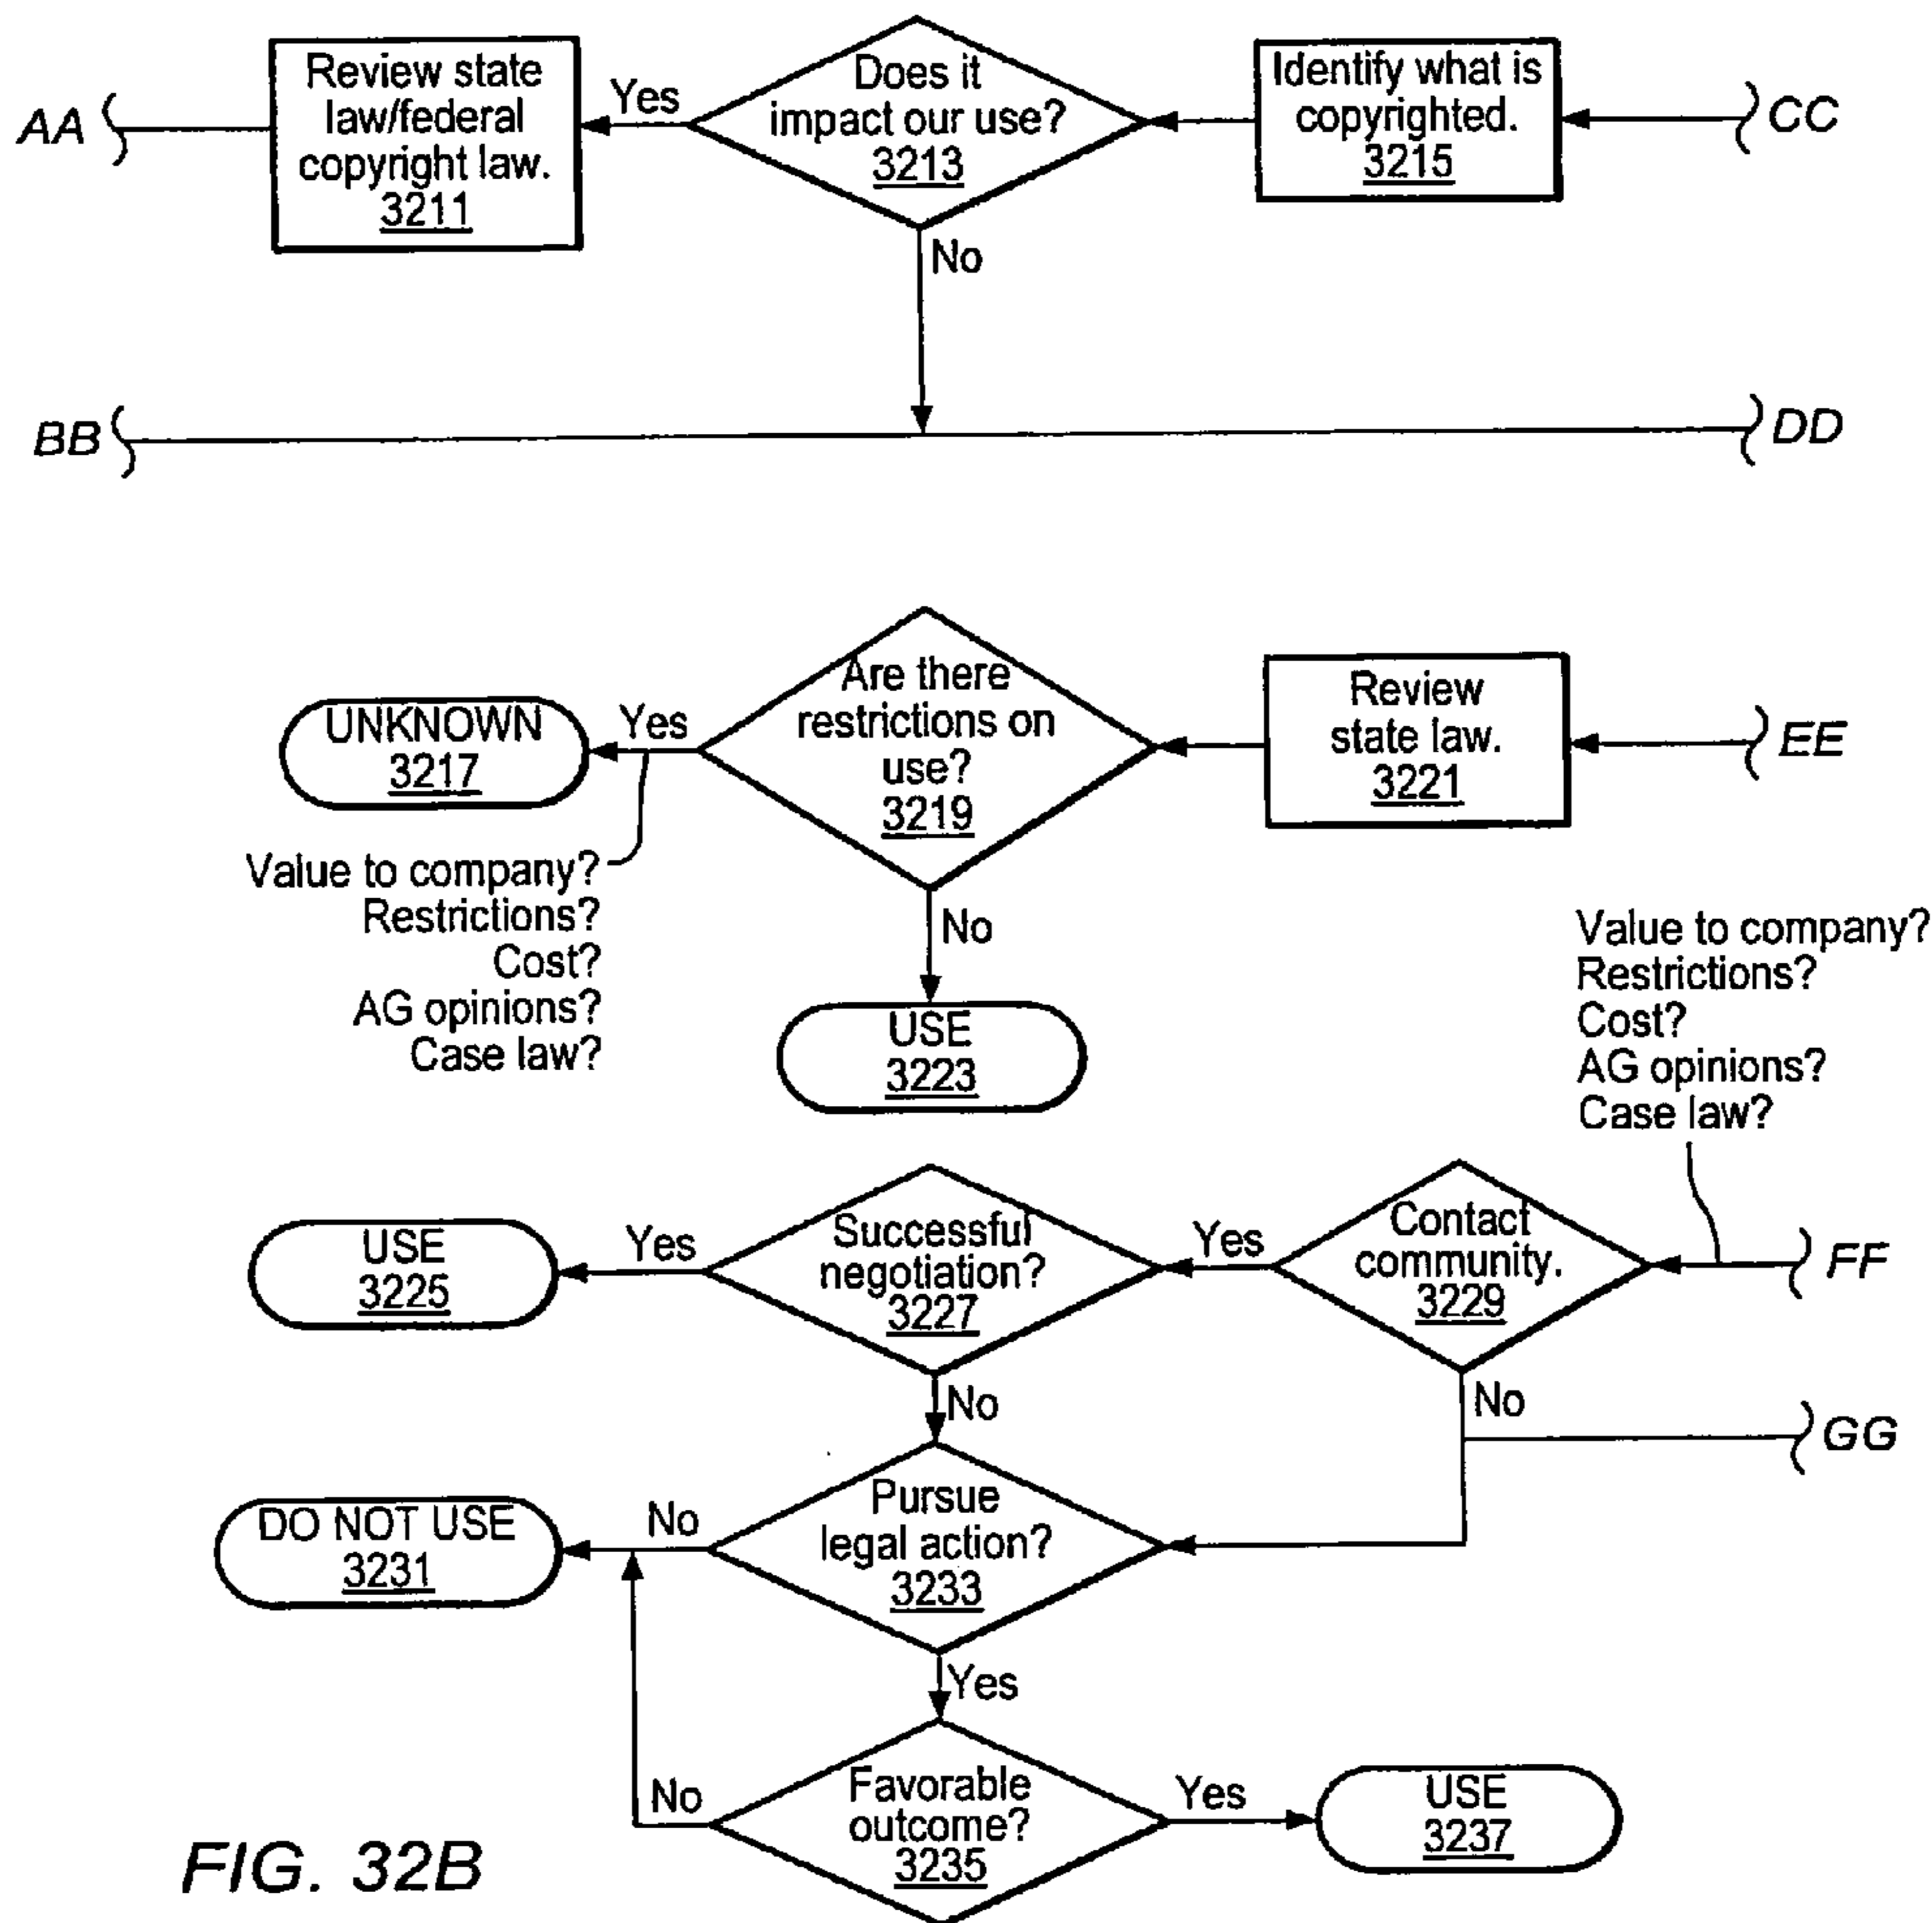 AA
Review state
law/federal
copyright law.
3211
Yes
Does it
impact our use?
3213
Identify what is
copyrighted.
3215
CC
No
BB
DD
UNKNOWN
3217
Yes
Are there
restrictions on
use?
3219
Review
state law.
3221
EE
Value to company?
Restrictions?
Cost?
AG opinions?
Case law?
No
USE
3223
Value to company?
Restrictions?
Cost?
AG opinions?
Case law?
USE
3225
Yes
Successful
negotiation?
3227
Yes
Contact
community.
3229
FF
No
No
GG
DO NOT USE
3231
No
Pursue
legal action?
3233
Yes
No
Favorable
outcome?
3235
Yes
USE
3237
FIG. 32B